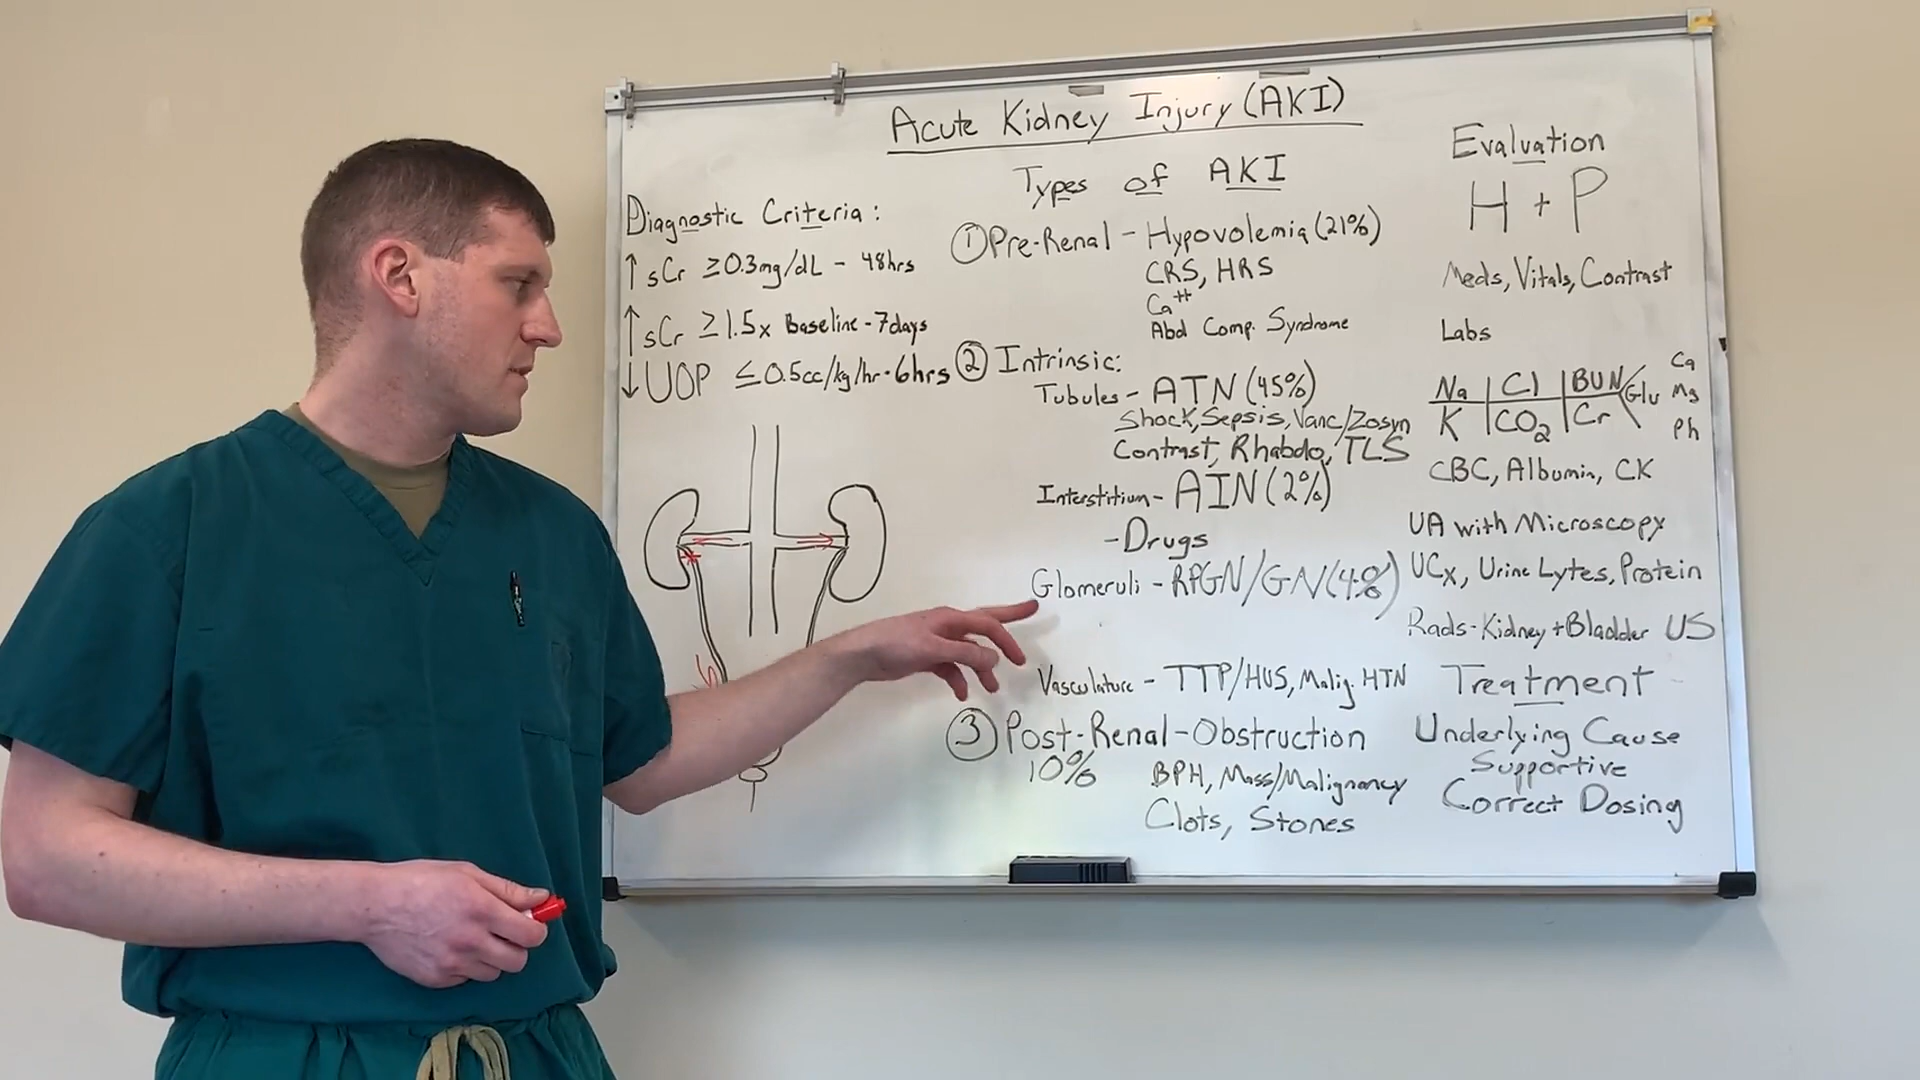 Acute Kidney Injury (AKI)
Diagnostic Criteria:
↑ sCr ≥0.3mg/dL - 48hrs
↑ sCr ≥1.5x Baseline - 7days
↓ UOP ≤0.5cc/kg/hr - 6hrs
Types of AKI
① Pre-Renal - Hypovolemia (21%)
CRS, HRS
Ca++
Abd Comp. Syndrome
② Intrinsic:
Tubules - ATN (45%)
Shock, Sepsis, Vanc/Zosyn
Contrast, Rhabdo, TLS
Interstitium - AIN (2%)
-Drugs
Glomeruli - RPGN/GN (4%)
Vasculature - TTP/HUS, Malig. HTN
③ Post-Renal - Obstruction
10% BPH, Mass/Malignancy
Clots, Stones
Evaluation
H + P
Meds, Vitals, Contrast
Labs
Na Cl BUN Glu Ca
K CO2 Cr Mg
Ph
CBC, Albumin, CK
UA with Microscopy
UCx, Urine Lytes, Protein
Rads-Kidney + Bladder US
Treatment
Underlying Cause
Supportive
Correct Dosing